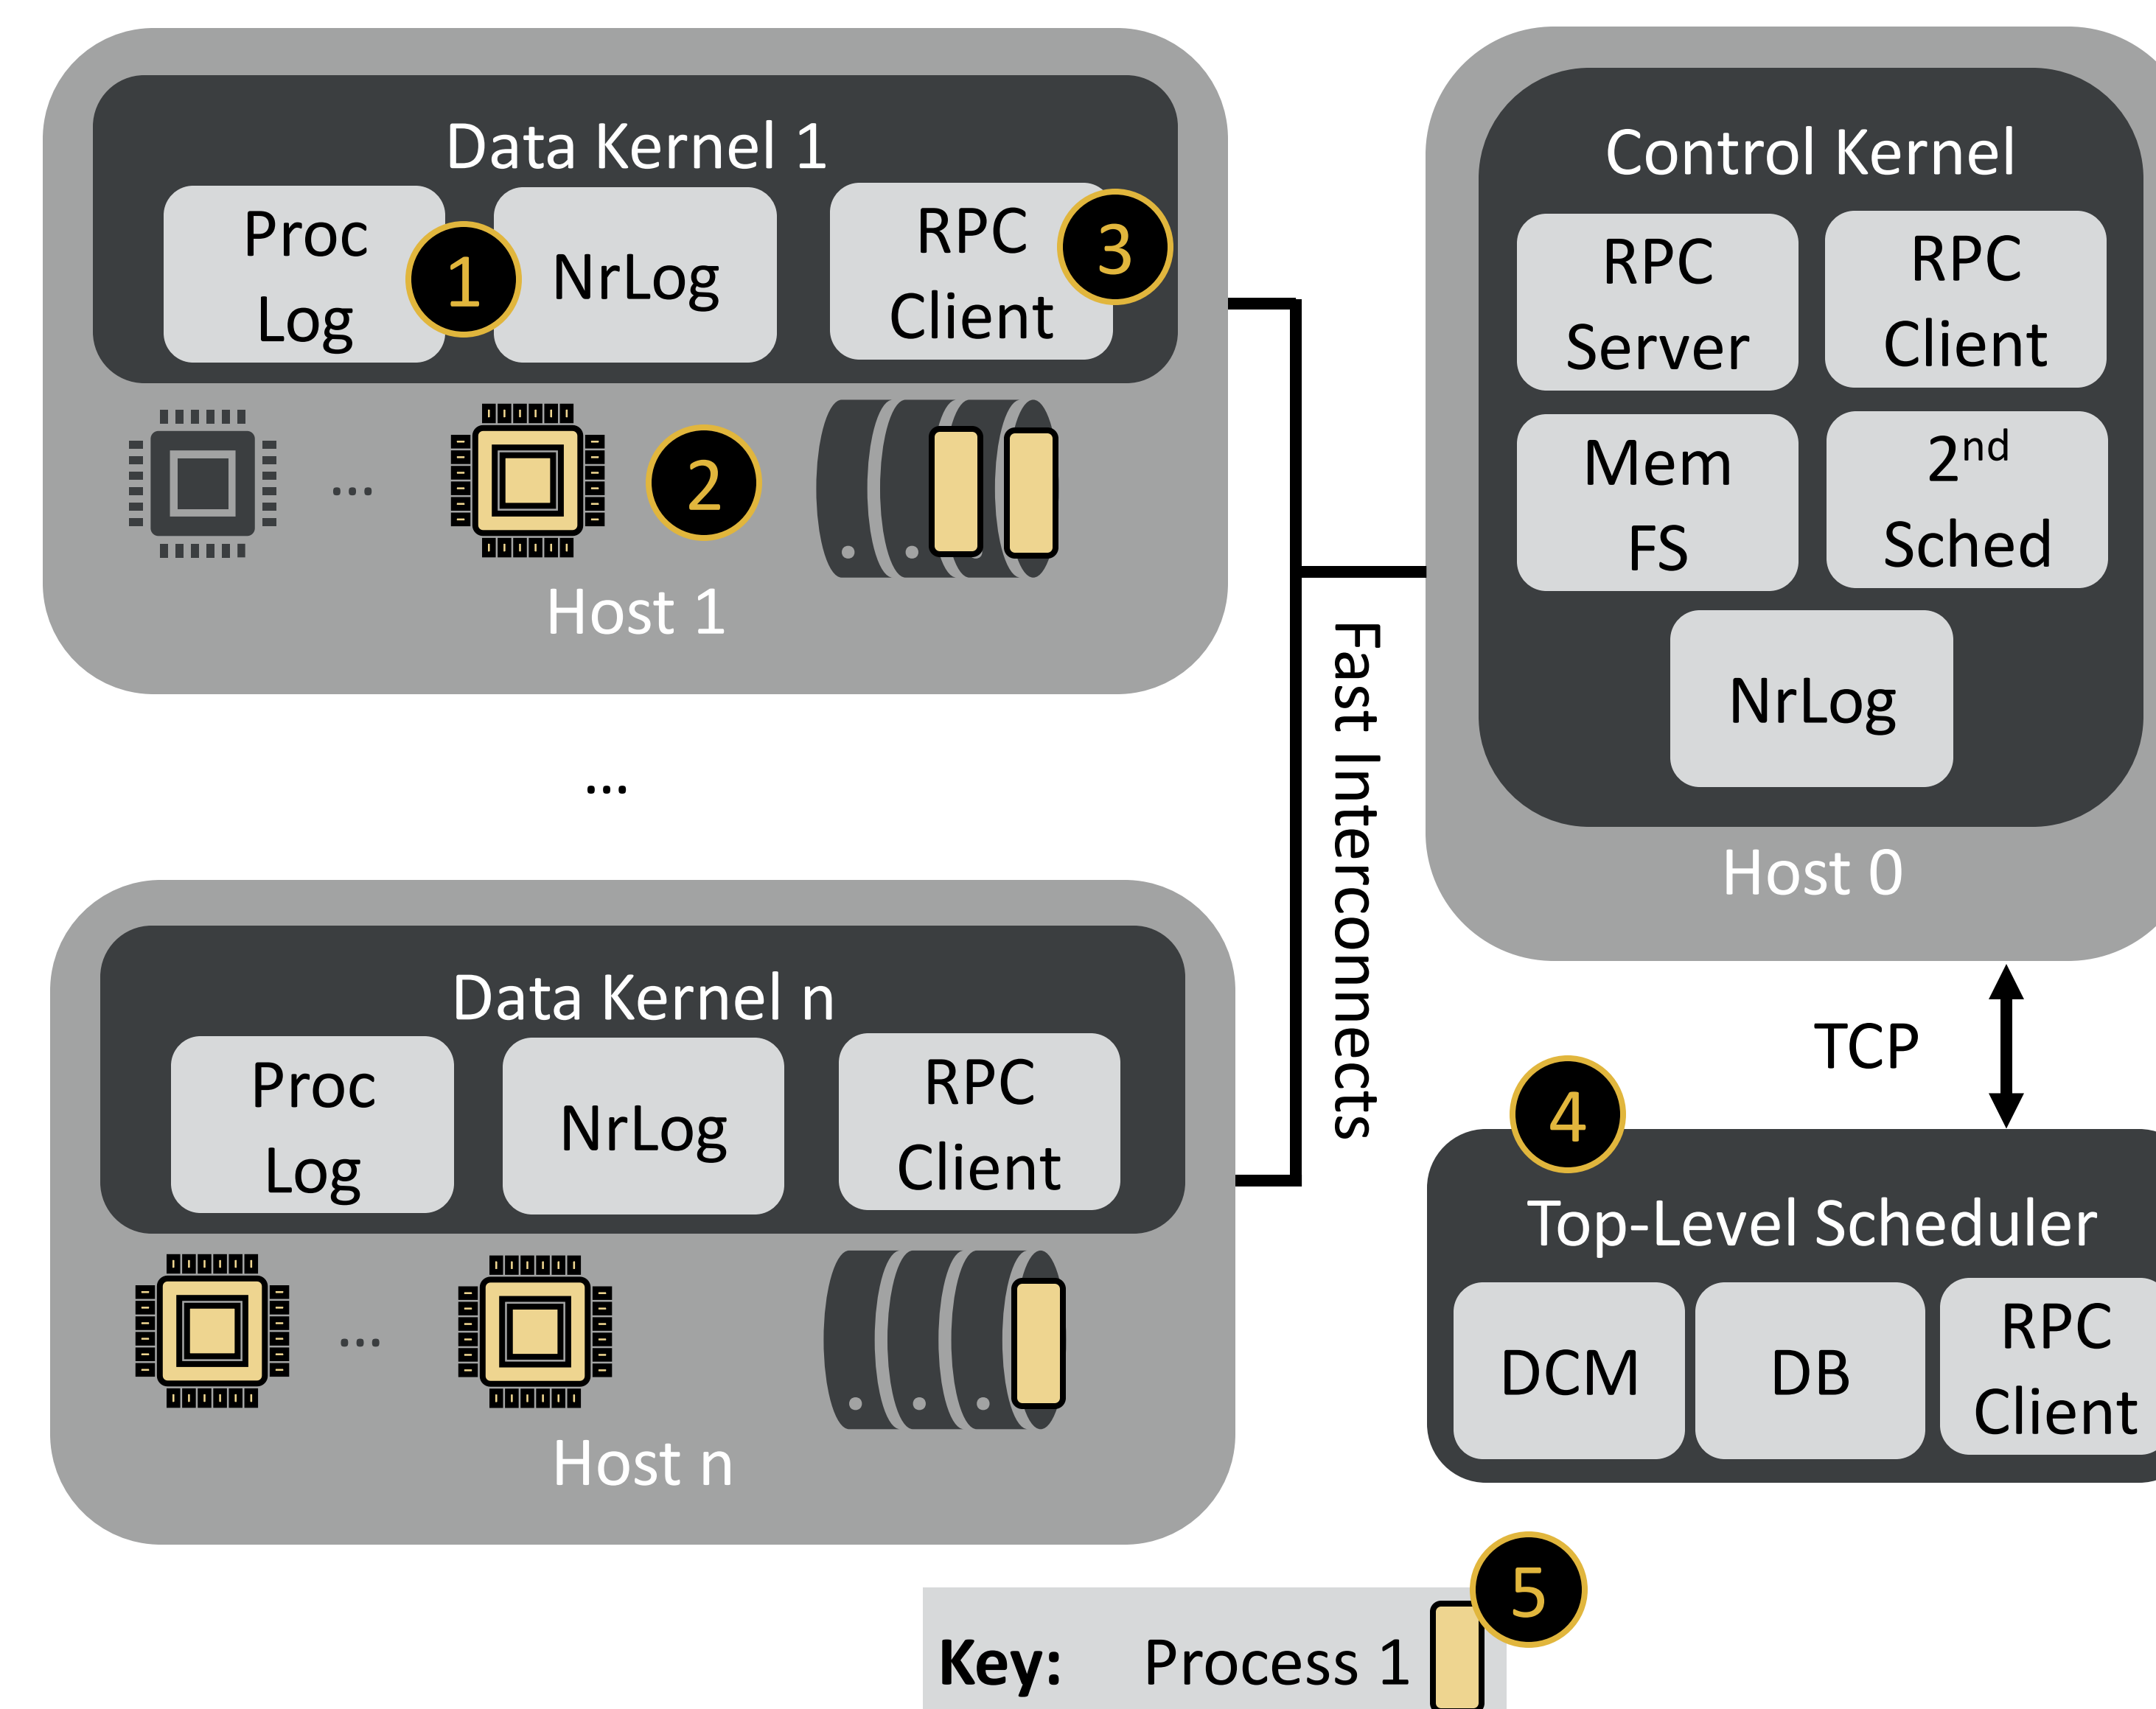 Data Kernel 1
Proc
Log
1
NrLog
RPC
Client
3
...
2
Host 1
...
Data Kernel n
Proc
Log
NrLog
RPC
Client
...
Host n
Fast Interconnects
Control Kernel
RPC
Server
RPC
Client
Mem
FS
2nd
Sched
NrLog
Host 0
TCP
4
Top-Level Scheduler
DCM
DB
RPC
Client
5
Key: Process 1